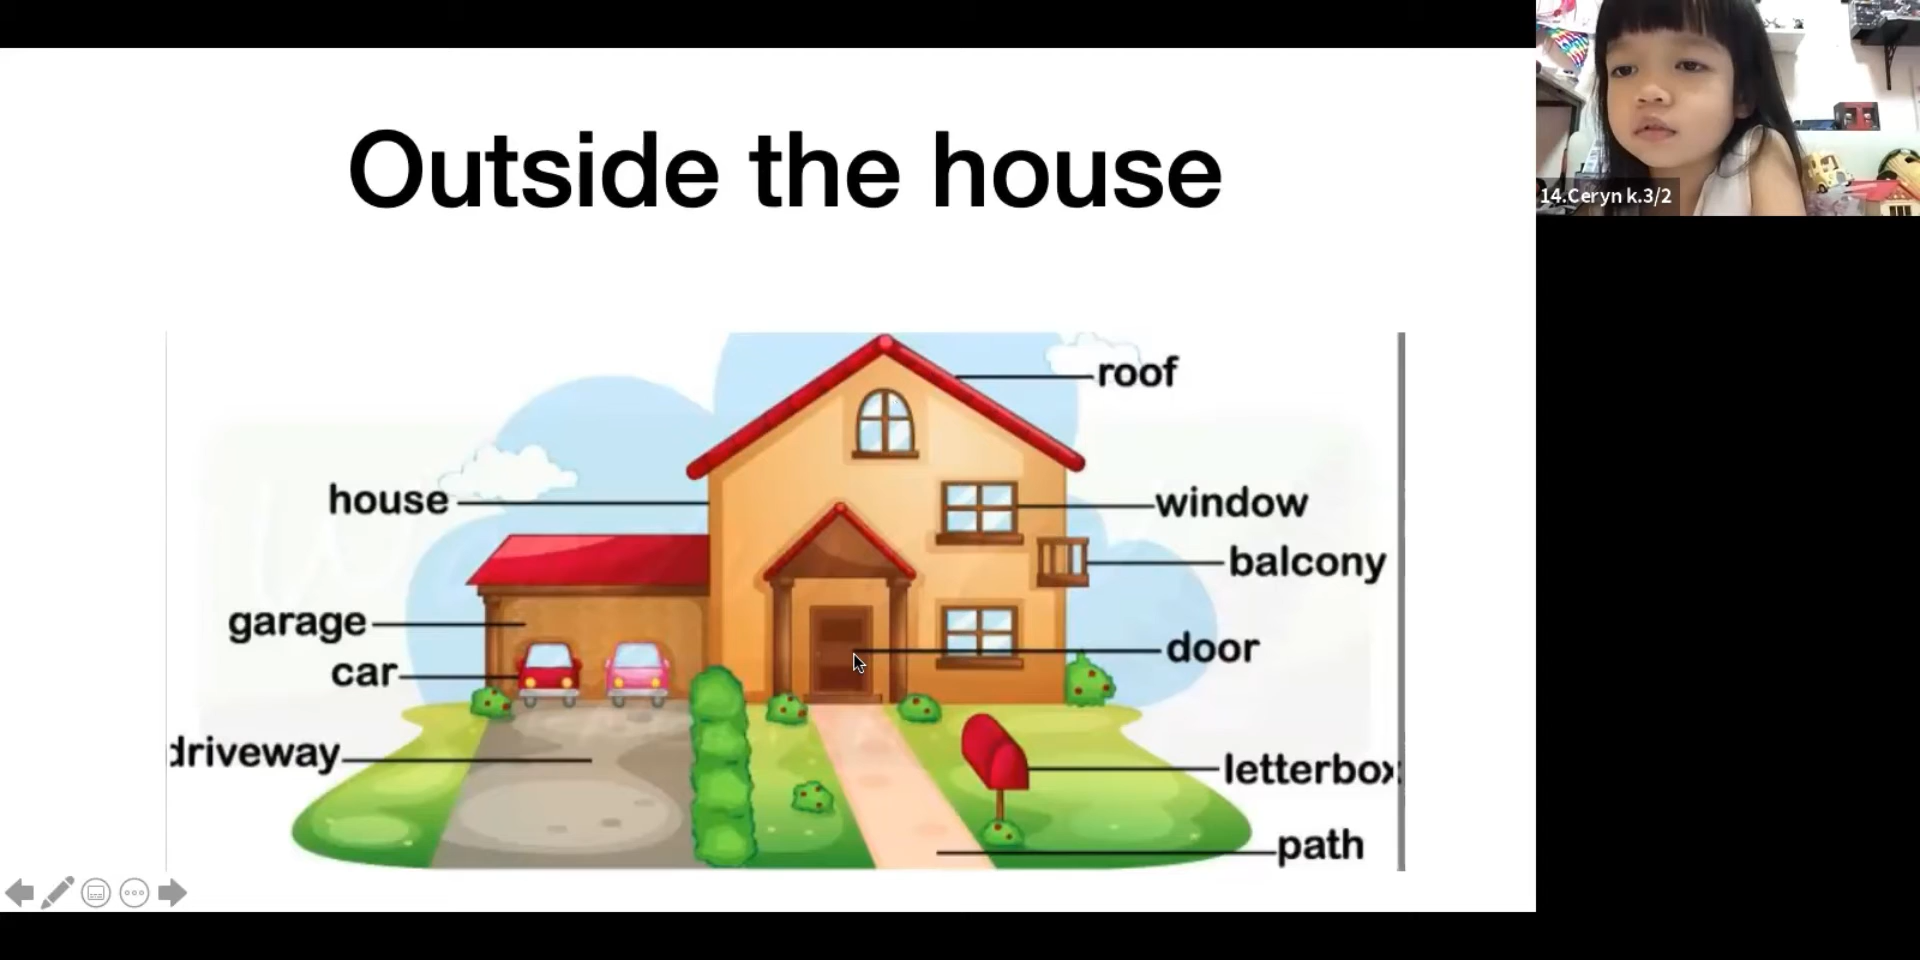 Outside the house
14.Ceryn k.3/2
roof
house
window
balcony
garage
door
car
driveway
letterbox
path